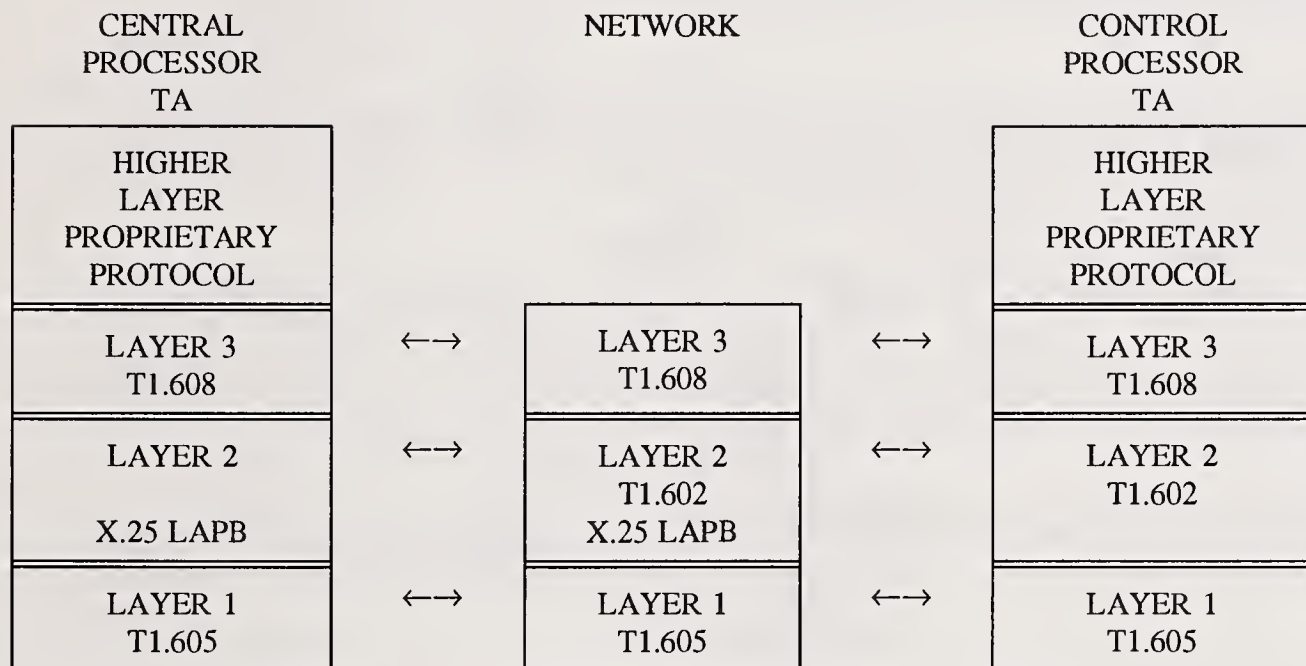 CENTRAL
PROCESSOR
TA
NETWORK
CONTROL
PROCESSOR
TA
HIGHER
LAYER
PROPRIETARY
PROTOCOL
HIGHER
LAYER
PROPRIETARY
PROTOCOL
LAYER 3
T1.608
←→
LAYER 3
T1.608
←→
LAYER 3
T1.608
LAYER 2
X.25 LAPB
←→
LAYER 2
T1.602
X.25 LAPB
←→
LAYER 2
T1.602
LAYER 1
T1.605
←→
LAYER 1
T1.605
←→
LAYER 1
T1.605